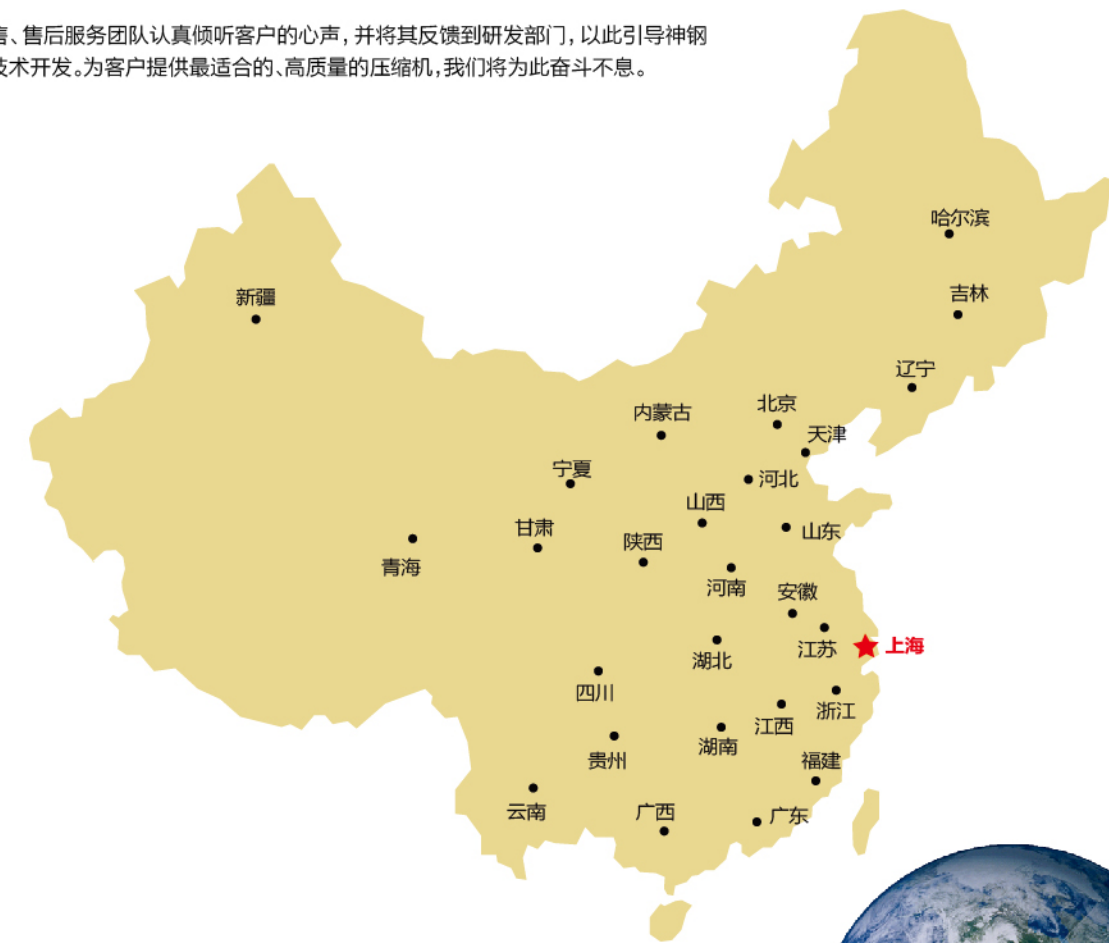 售、售后服务团队认真倾听客户的心声，并将其反馈到研发部门，以此引导神钢
技术开发。为客户提供最适合的、高质量的压缩机，我们将为此奋斗不息。
哈尔滨
新疆
吉林
辽宁
北京
内蒙古
天津
宁夏
河北
山西
甘肃
山东
陕西
青海
河南
安徽
江苏
上海
湖北
四川
浙江
江西
湖南
贵州
福建
云南
广西
广东